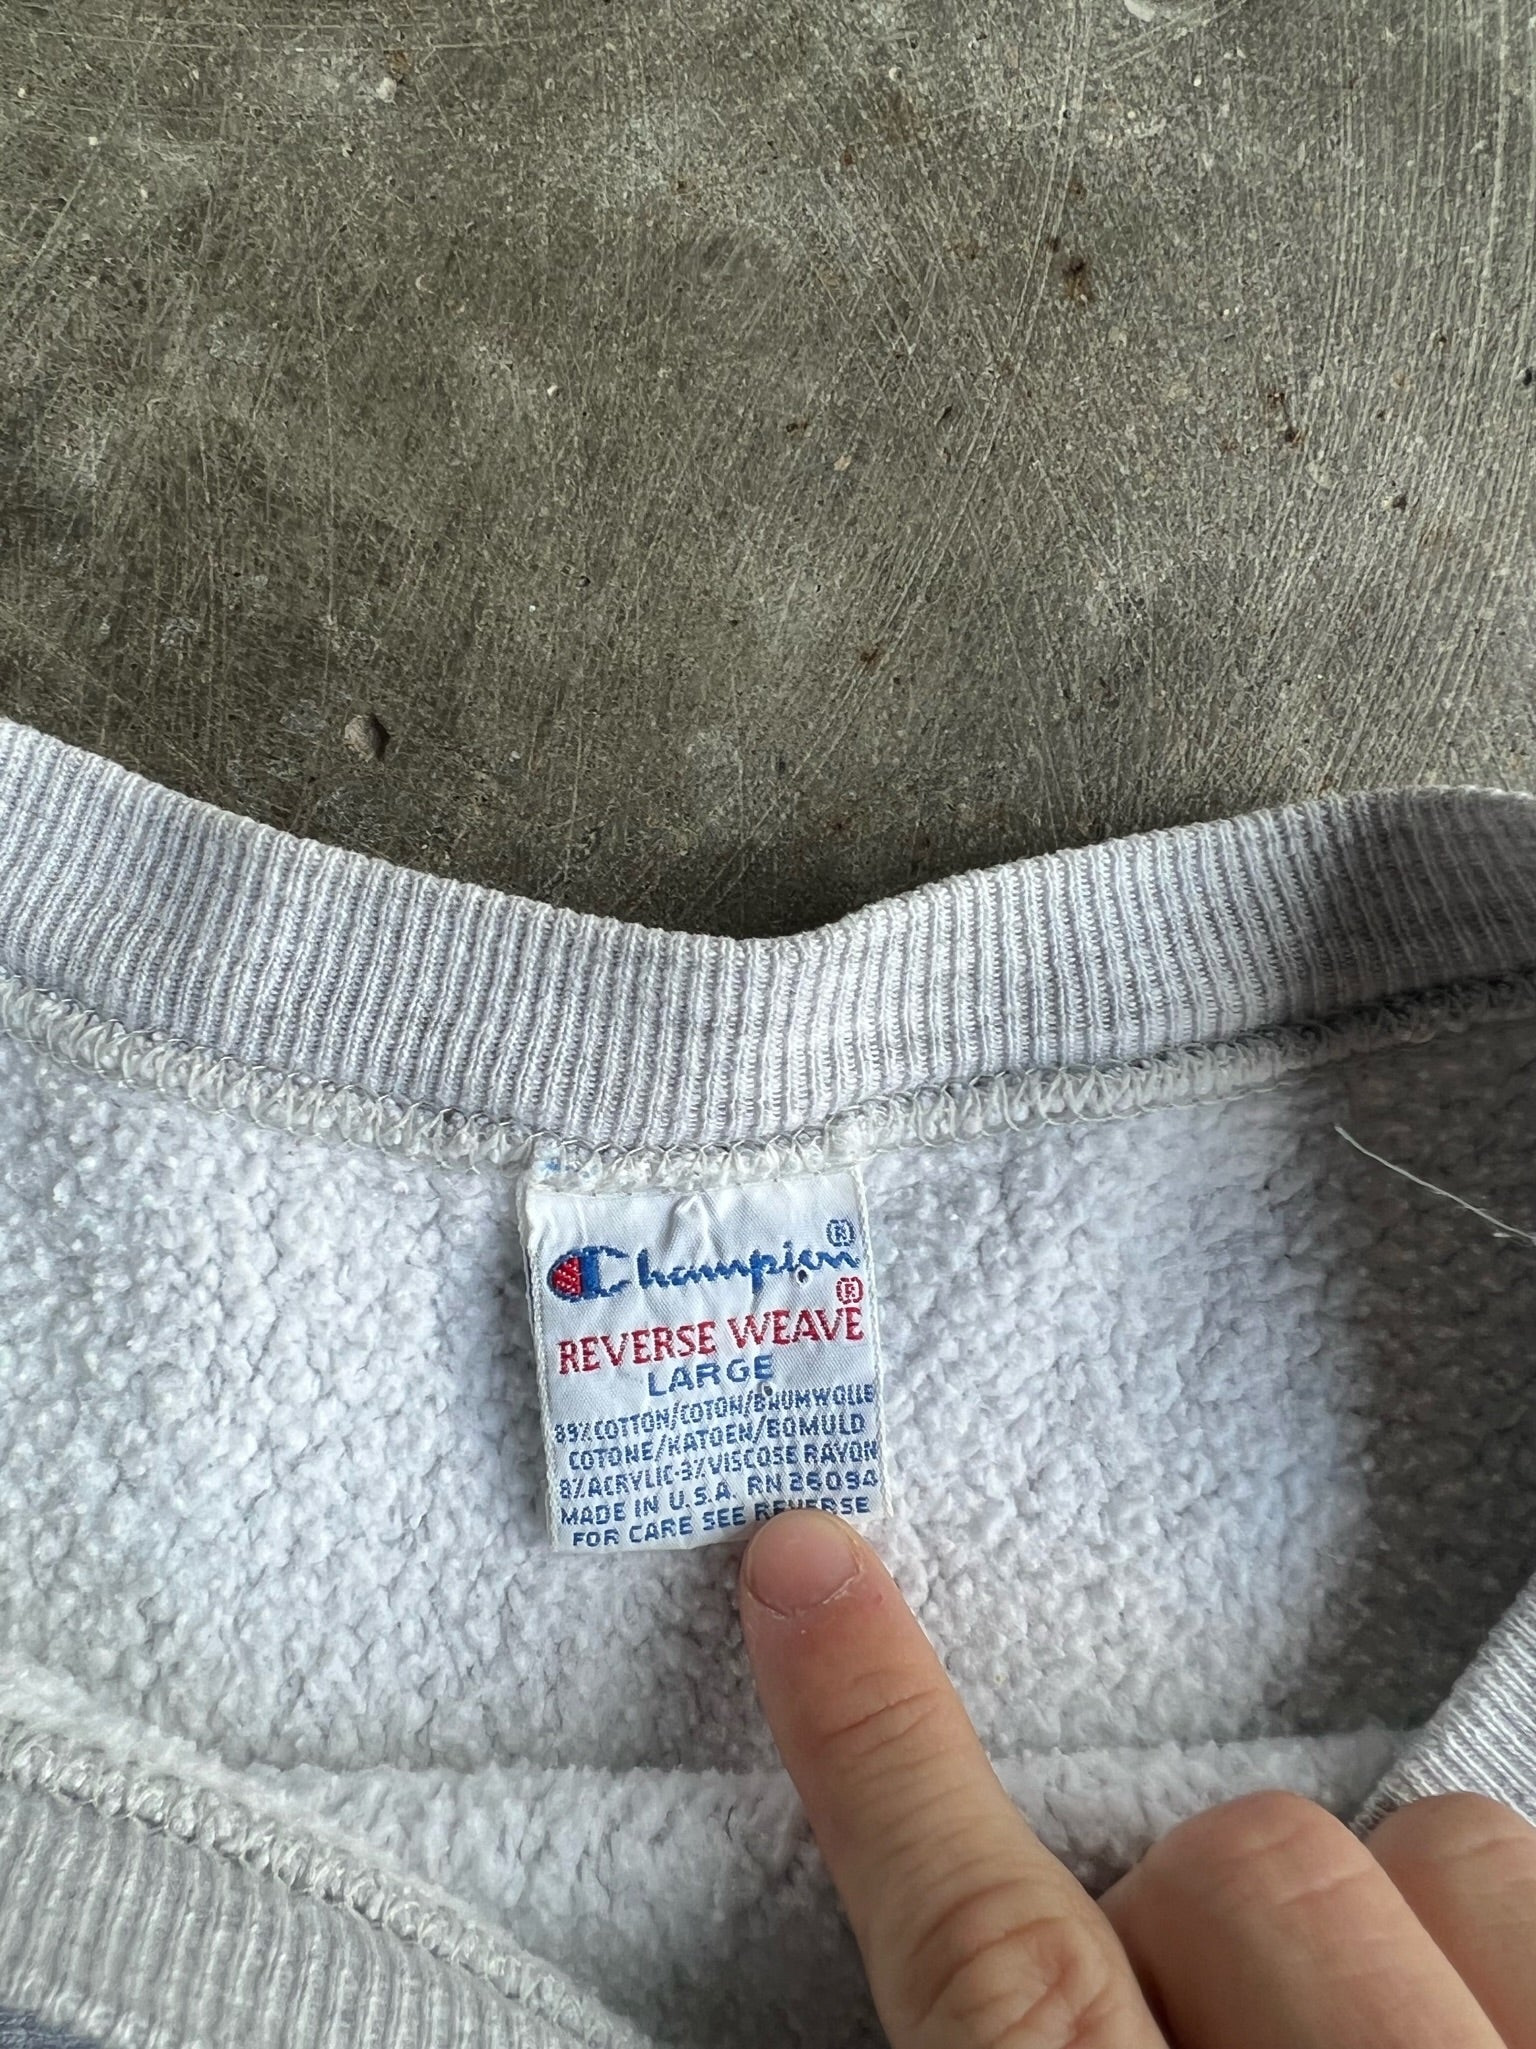 Champion®
REVERSE WEAVE®
LARGE
89% COTTON/COTON/BAUMWOLLE
COTONE/KATOEN/BOMULD
8% ACRYLIC-3% VISCOSE RAYON
MADE IN U.S.A. RN 26094
FOR CARE SEE REVERSE